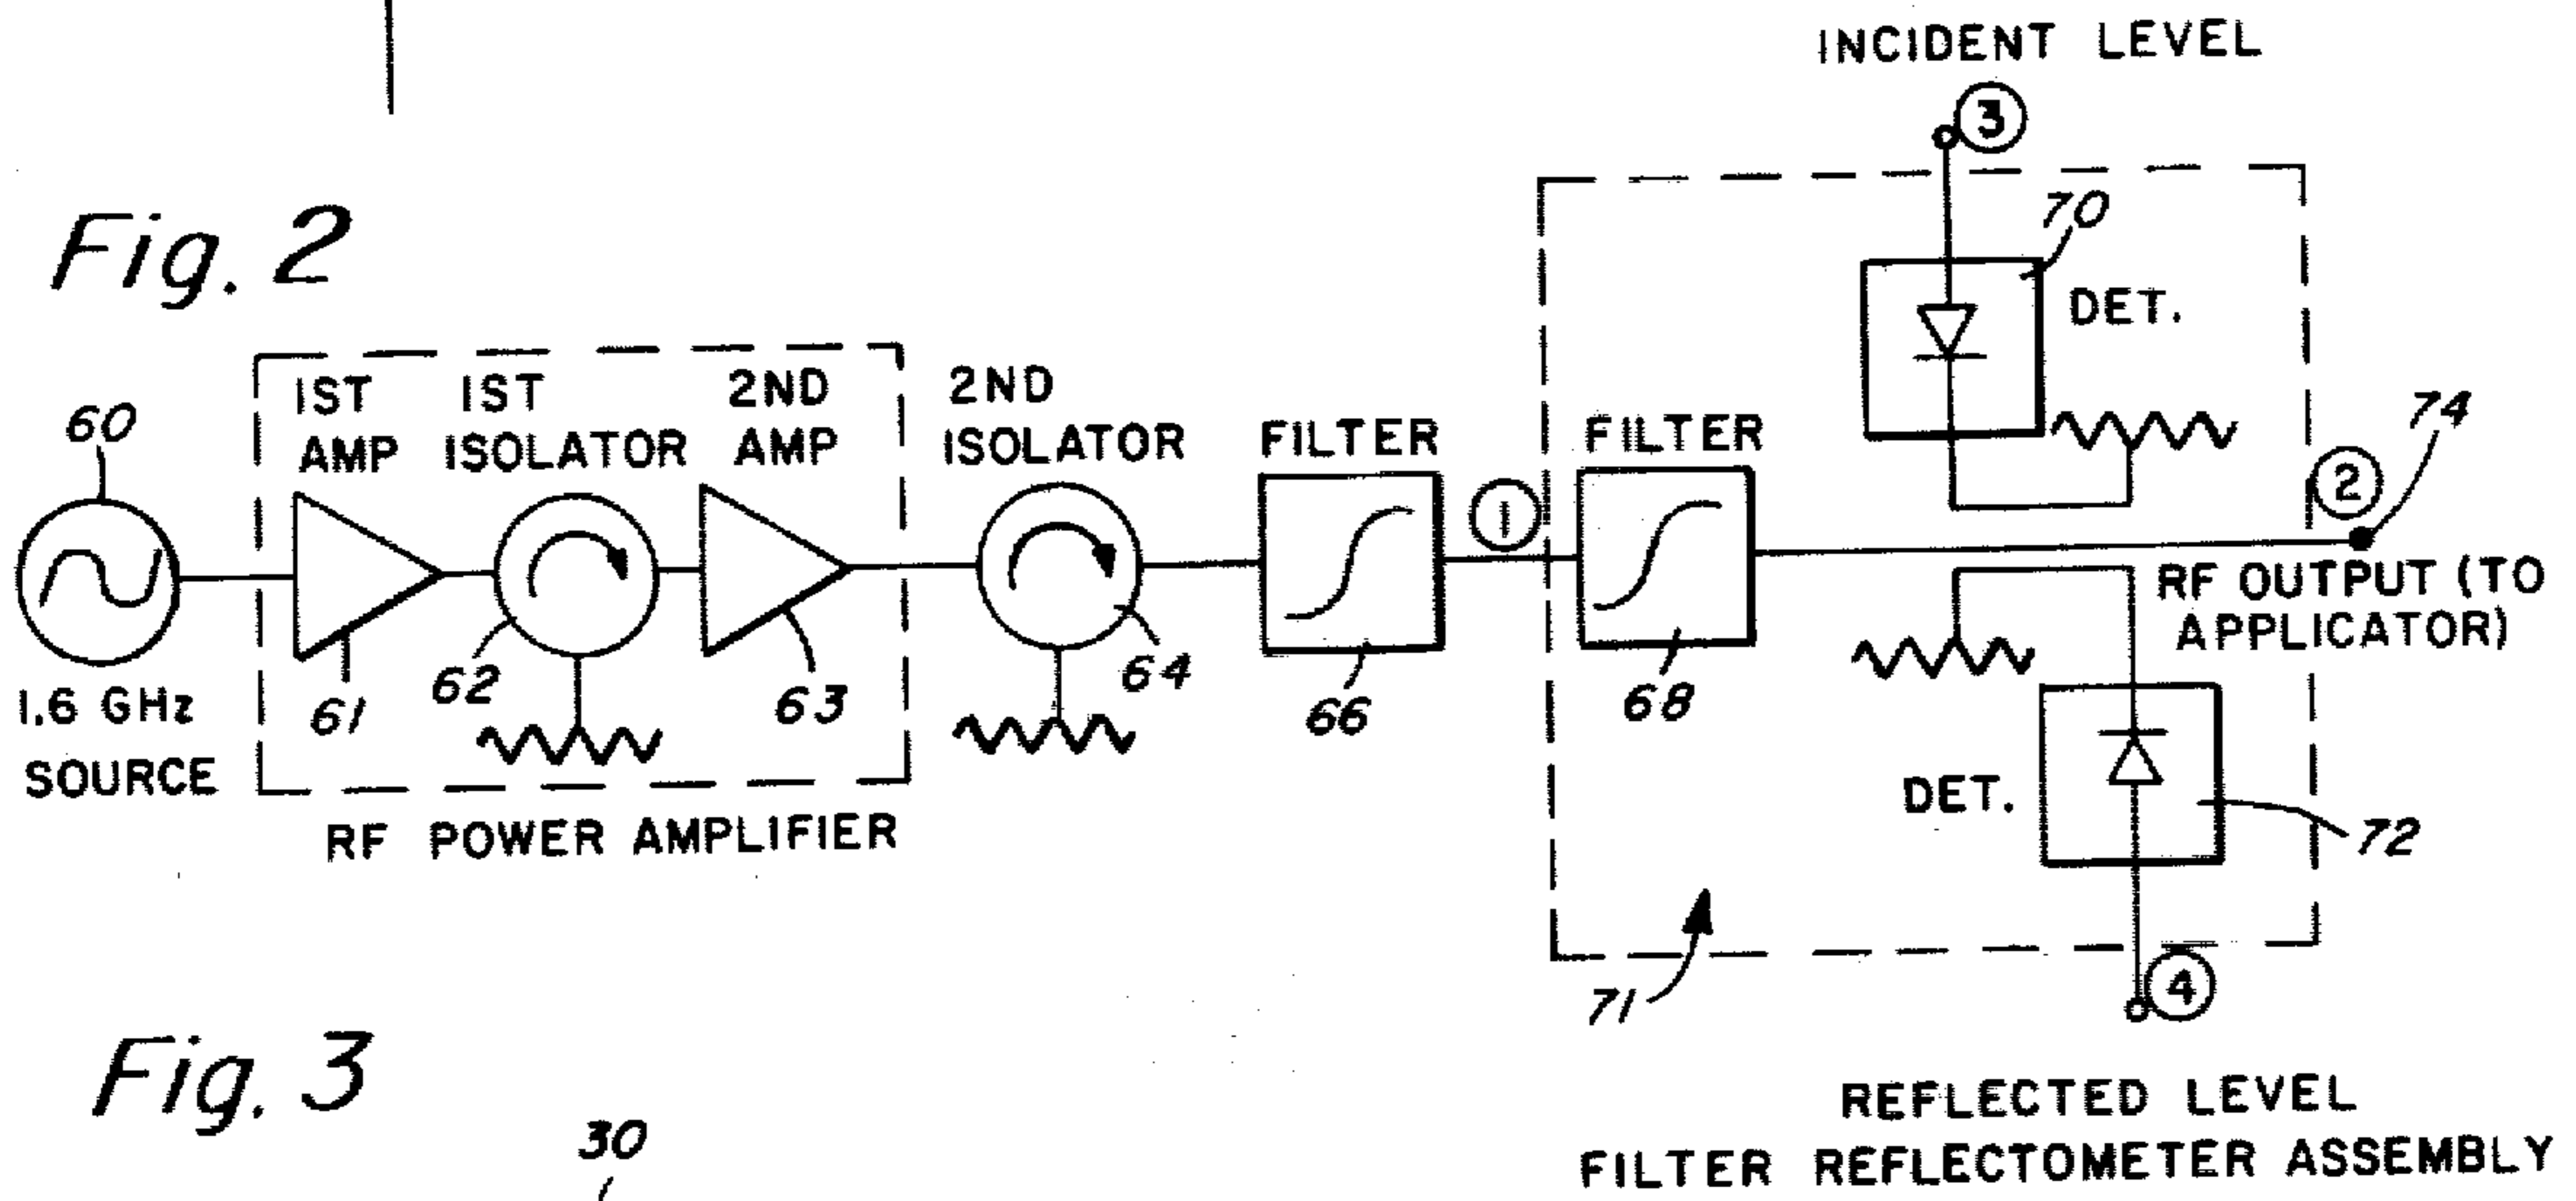 INCIDENT LEVEL
3
70
Fig. 2
DET.
1ST
AMP
1ST
ISOLATOR
2ND
AMP
2ND
ISOLATOR
FILTER
FILTER
60
74
1
2
RF OUTPUT (TO
APPLICATOR)
61
62
63
64
66
68
1.6 GHz
SOURCE
RF POWER AMPLIFIER
DET.
72
71
4
Fig. 3
30
REFLECTED LEVEL
FILTER REFLECTOMETER ASSEMBLY